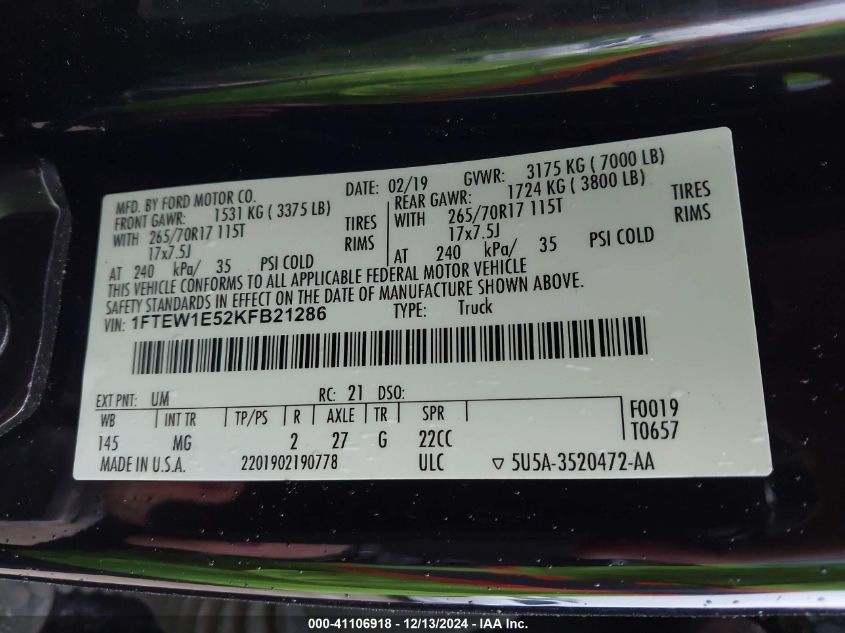 MFD. BY FORD MOTOR CO.
DATE: 02/19 GVWR: 3175 KG ( 7000 LB)
FRONT GAWR: 1531 KG ( 3375 LB) REAR GAWR: 1724 KG ( 3800 LB)
WITH 265/70R17 115T TIRES WITH 265/70R17 115T TIRES
17x7.5J RIMS 17x7.5J RIMS
AT 240 kPa/ 35 PSI COLD AT 240 kPa/ 35 PSI COLD
THIS VEHICLE CONFORMS TO ALL APPLICABLE FEDERAL MOTOR VEHICLE
SAFETY STANDARDS IN EFFECT ON THE DATE OF MANUFACTURE SHOWN ABOVE.
VIN: 1FTEW1E52KFB21286 TYPE: Truck
EXT PNT: UM RC: 21 DSO:
WB INT TR TP/PS R AXLE TR SPR F0019
145 MG 2 27 G 22CC T0657
MADE IN U.S.A. 2201902190778 ULC ▽ 5U5A-3520472-AA
000-41106918 - 12/13/2024 - IAA Inc.